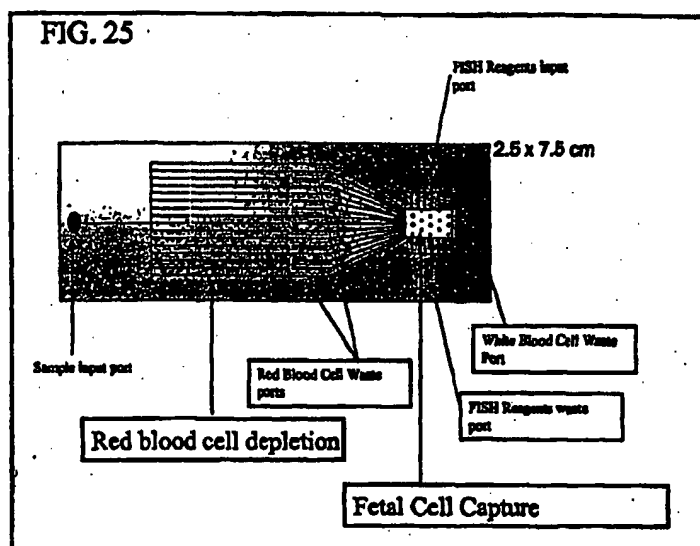 FIG. 25
FISH Reagents input
port
2.5 x 7.5 cm
White Blood Cell Waste
Port
Sample input port
Red Blood Cell Waste
ports
FISH Reagents waste
port
Red blood cell depletion
Fetal Cell Capture